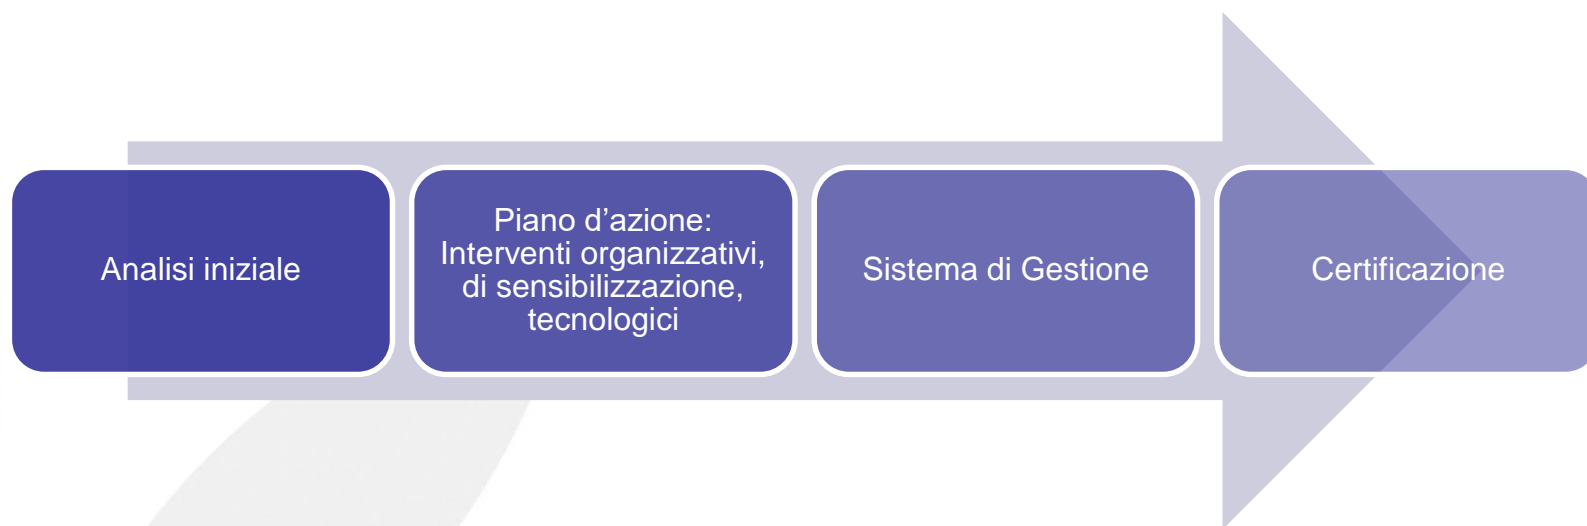 Analisi iniziale
Piano d’azione:
Interventi organizzativi,
di sensibilizzazione,
tecnologici
Sistema di Gestione
Certificazione